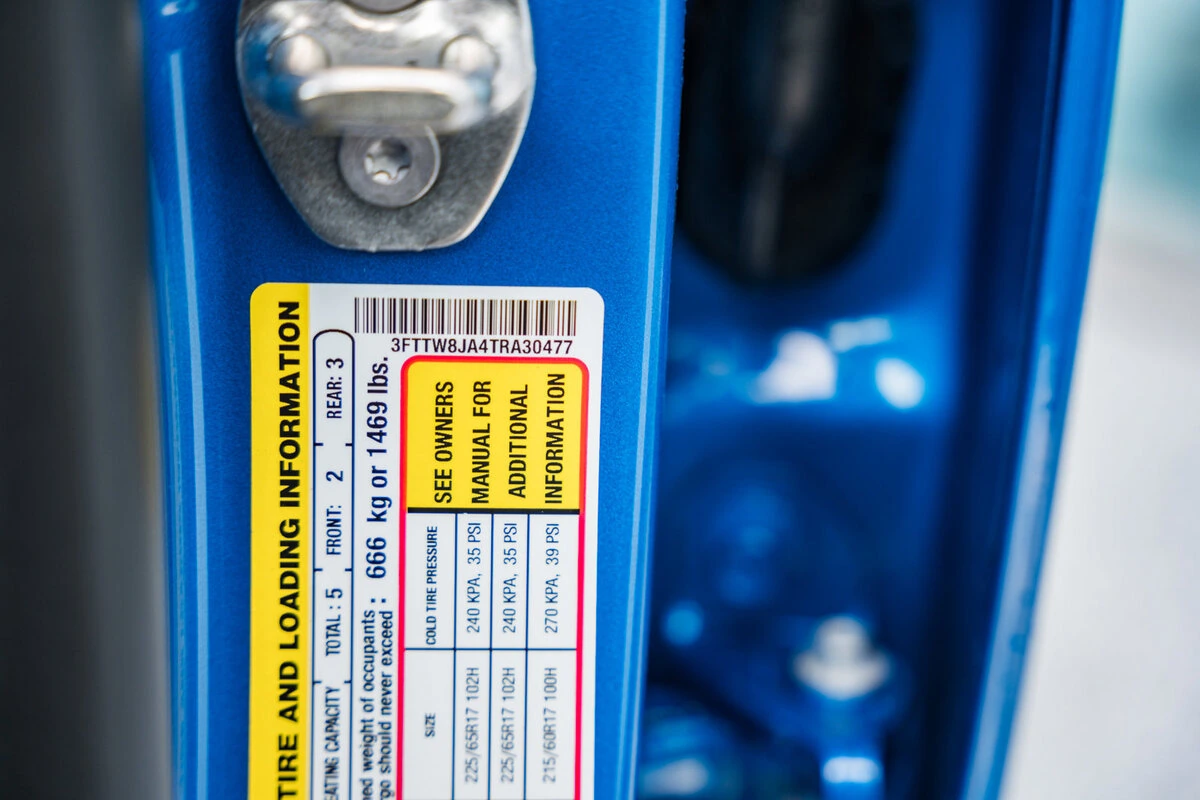 3FTTW8JA4TRA30477
TIRE AND LOADING INFORMATION
ATING CAPACITY TOTAL : 5 FRONT: 2 REAR: 3
ned weight of occupants
go should never exceed : 666 kg or 1469 lbs.
SIZE COLD TIRE PRESSURE
225/65R17 102H 240 KPA, 35 PSI
225/65R17 102H 240 KPA, 35 PSI
215/60R17 100H 270 KPA, 39 PSI
SEE OWNERS
MANUAL FOR
ADDITIONAL
INFORMATION